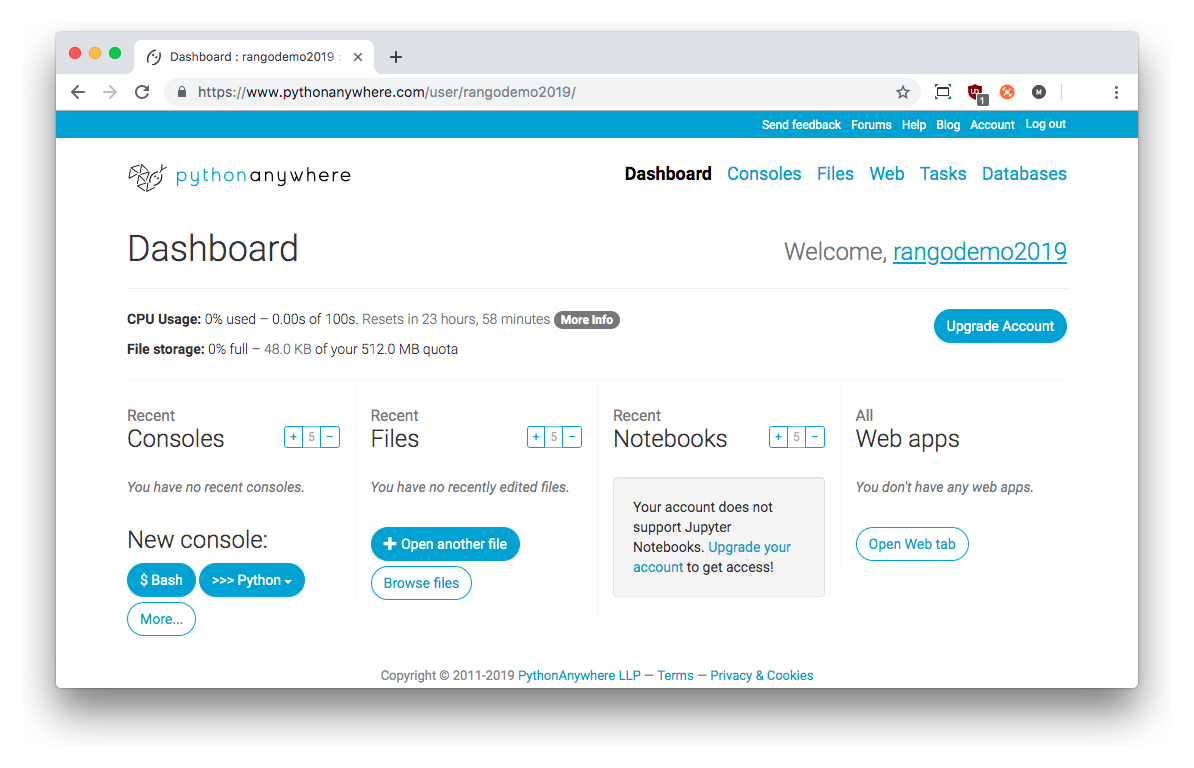 Dashboard : rangodemo2019 :
https://www.pythonanywhere.com/user/rangodemo2019/
1
M
Send feedback Forums Help Blog Account Log out
pythonanywhere
Dashboard Consoles Files Web Tasks Databases
Dashboard
Welcome, rangodemo2019
CPU Usage: 0% used – 0.00s of 100s. Resets in 23 hours, 58 minutes More Info
Upgrade Account
File storage: 0% full – 48.0 KB of your 512.0 MB quota
Recent
Consoles
+ 5 −
You have no recent consoles.
New console:
$ Bash
>>> Python
More...
Recent
Files
+ 5 −
You have no recently edited files.
+ Open another file
Browse files
Recent
Notebooks
+ 5 −
Your account does not
support Jupyter
Notebooks. Upgrade your
account to get access!
All
Web apps
You don't have any web apps.
Open Web tab
Copyright © 2011-2019 PythonAnywhere LLP — Terms — Privacy & Cookies